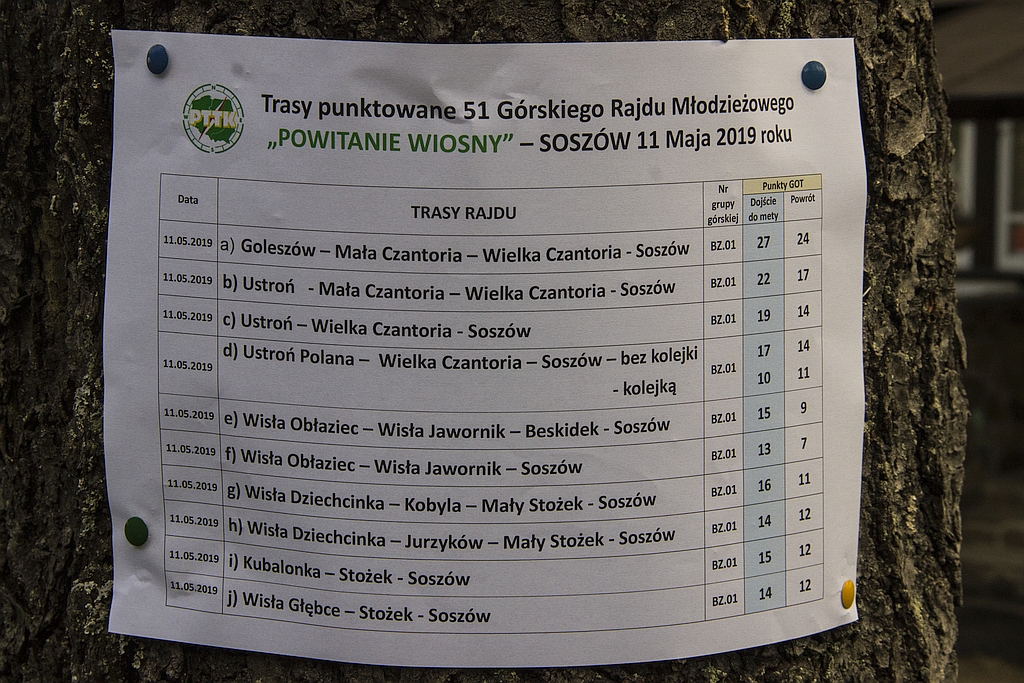 PTTK
Trasy punktowane 51 Górskiego Rajdu Młodzieżowego
„POWITANIE WIOSNY” – SOSZÓW 11 Maja 2019 roku
Data TRASY RAJDU Nr grupy górskiej Punkty GOT Dojście do mety Powrót
11.05.2019 a) Goleszów – Mała Czantoria – Wielka Czantoria - Soszów BZ.01 27 24
11.05.2019 b) Ustroń - Mała Czantoria – Wielka Czantoria - Soszów BZ.01 22 17
11.05.2019 c) Ustroń – Wielka Czantoria - Soszów BZ.01 19 14
11.05.2019 d) Ustroń Polana – Wielka Czantoria – Soszów – bez kolejki BZ.01 17 14
- kolejką 10 11
11.05.2019 e) Wisła Obłaziec – Wisła Jawornik – Beskidek - Soszów BZ.01 15 9
11.05.2019 f) Wisła Obłaziec – Wisła Jawornik – Soszów BZ.01 13 7
11.05.2019 g) Wisła Dziechcinka – Kobyla – Mały Stożek - Soszów BZ.01 16 11
11.05.2019 h) Wisła Dziechcinka – Jurzyków – Mały Stożek - Soszów BZ.01 14 12
11.05.2019 i) Kubalonka – Stożek - Soszów BZ.01 15 12
11.05.2019 j) Wisła Głębce – Stożek - Soszów BZ.01 14 12